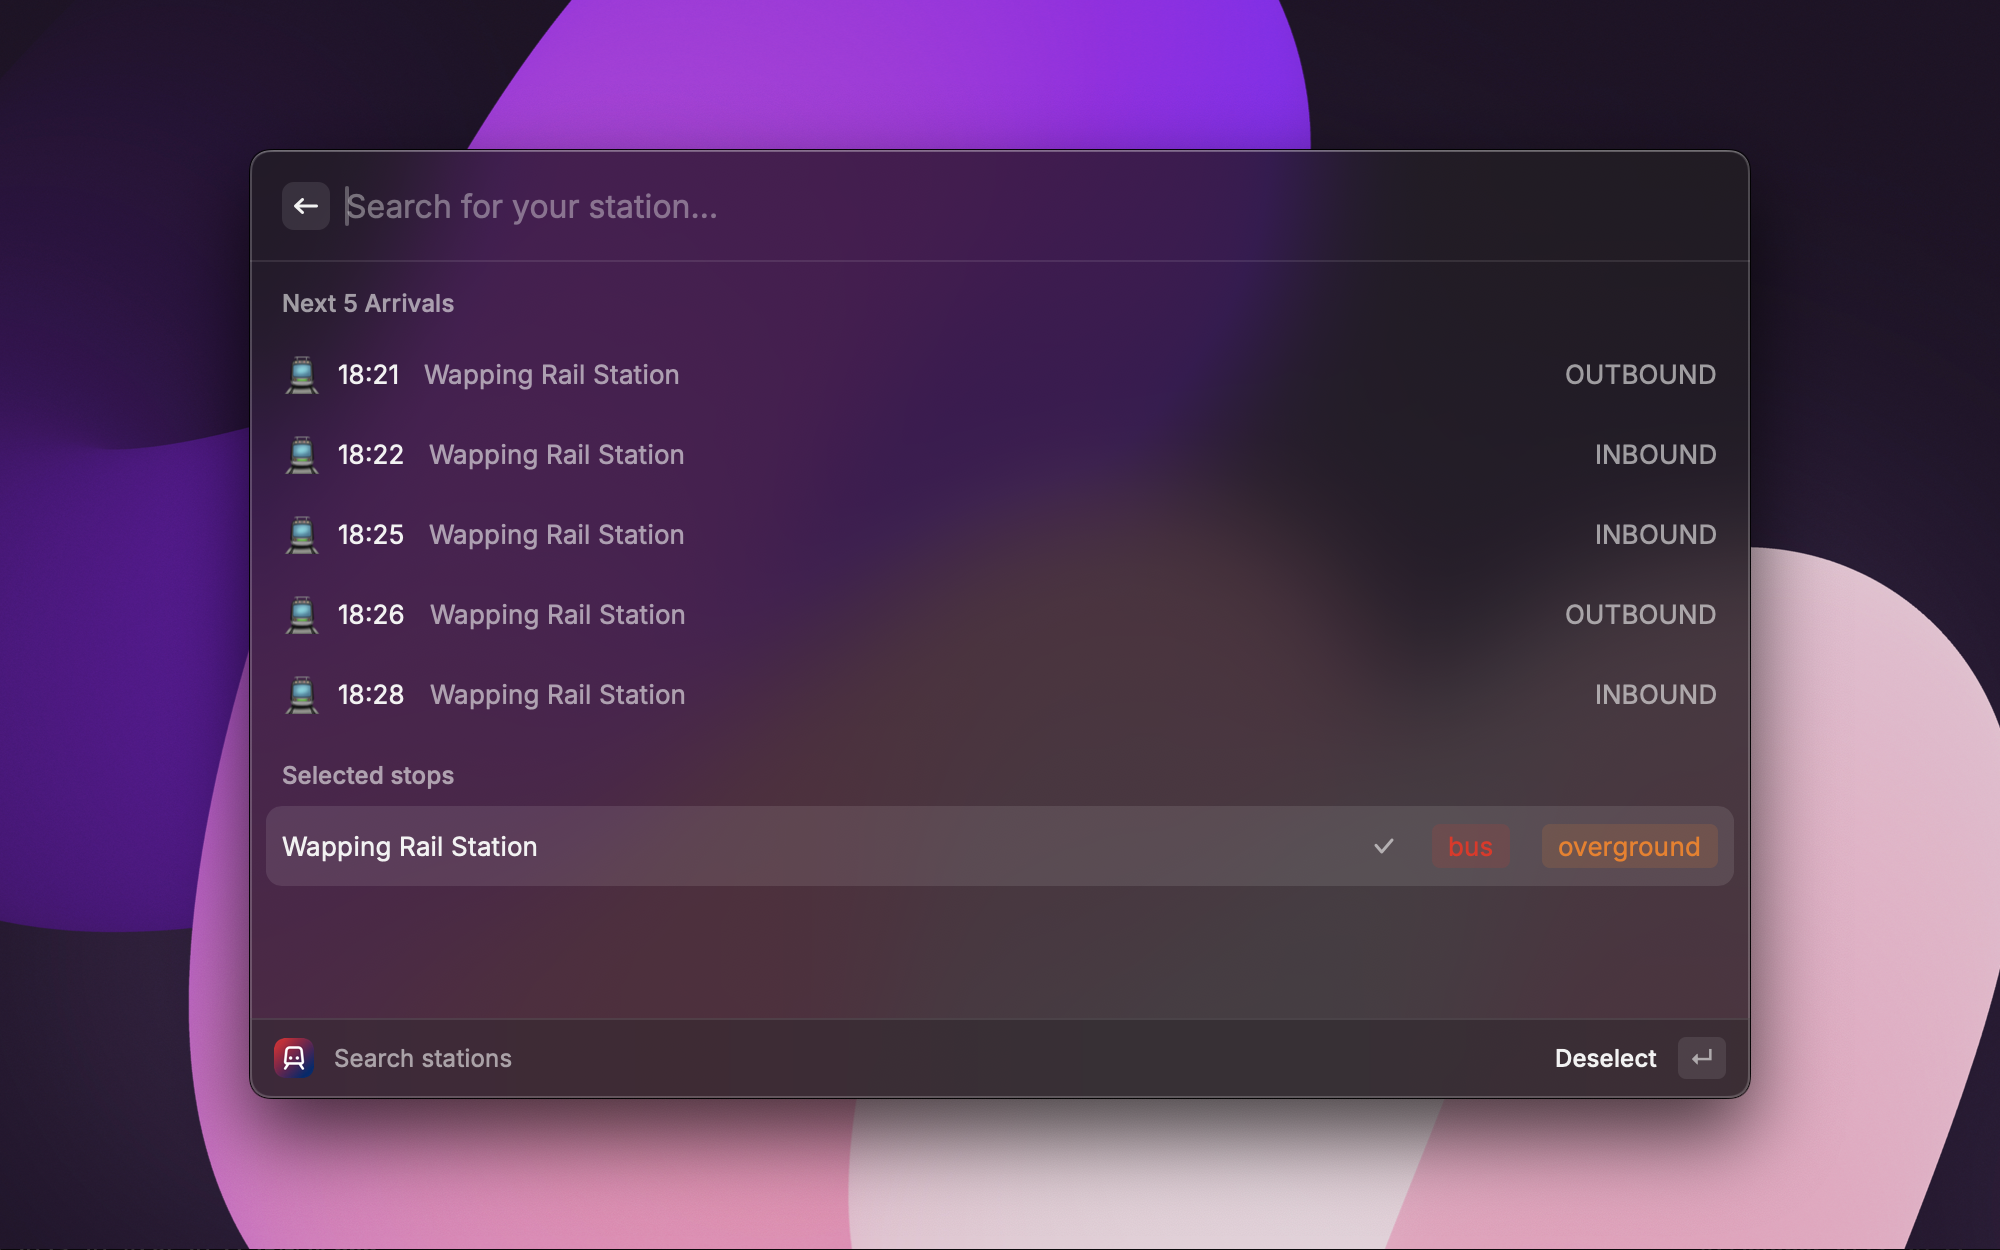 Search for your station...
Next 5 Arrivals
18:21 Wapping Rail Station OUTBOUND
18:22 Wapping Rail Station INBOUND
18:25 Wapping Rail Station INBOUND
18:26 Wapping Rail Station OUTBOUND
18:28 Wapping Rail Station INBOUND
Selected stops
Wapping Rail Station bus overground
Search stations Deselect